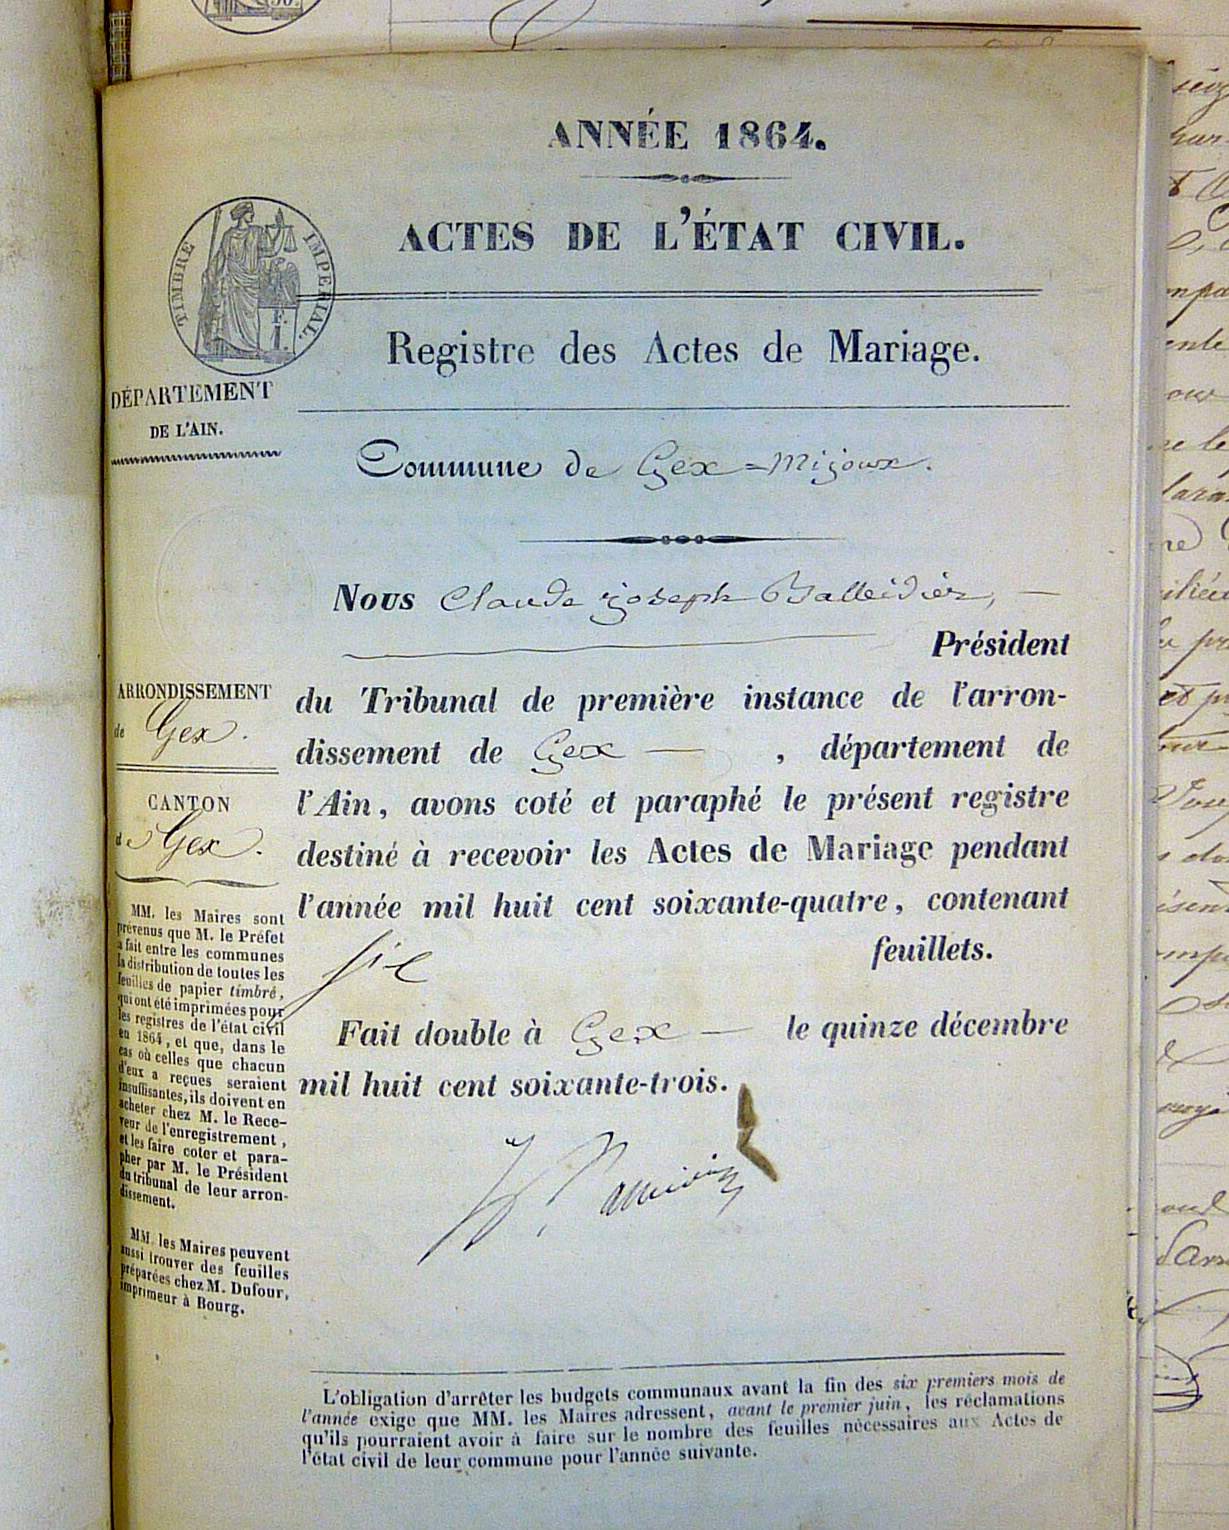 ANNÉE 1864.
ACTES DE L'ÉTAT CIVIL.
TIMBRE IMPERIAL.
Registre des Actes de Mariage.
DÉPARTEMENT
DE L'AIN.
Commune de Gex=Mijoux.
Nous Claude joseph Balleidier, —
Président
du Tribunal de première instance de l'arron-
dissement de Gex — , département de
l'Ain, avons coté et paraphé le présent registre
destiné à recevoir les Actes de Mariage pendant
l'année mil huit cent soixante-quatre, contenant
six feuillets.
Fait double à Gex — le quinze décembre
mil huit cent soixante-trois.
ARRONDISSEMENT
de Gex.
CANTON
de Gex.
MM. les Maires sont
prévenus que M. le Préfet
a fait entre les communes
la distribution de toutes les
feuilles de papier timbré,
qui ont été imprimées pour
les registres de l'état civil
en 1864, et que, dans le
cas où celles que chacun
d'eux a reçues seraient
insuffisantes, ils doivent en
acheter chez M. le Rece-
veur de l'enregistrement,
et les faire coter et para-
pher par M. le Président
du tribunal de leur arron-
dissement.
MM. les Maires peuvent
aussi trouver des feuilles
préparées chez M. Dufour,
imprimeur à Bourg.
L'obligation d'arrêter les budgets communaux avant la fin des six premiers mois de
l'année exige que MM. les Maires adressent, avant le premier juin, les réclamations
qu'ils pourraient avoir à faire sur le nombre des feuilles nécessaires aux Actes de
l'état civil de leur commune pour l'année suivante.